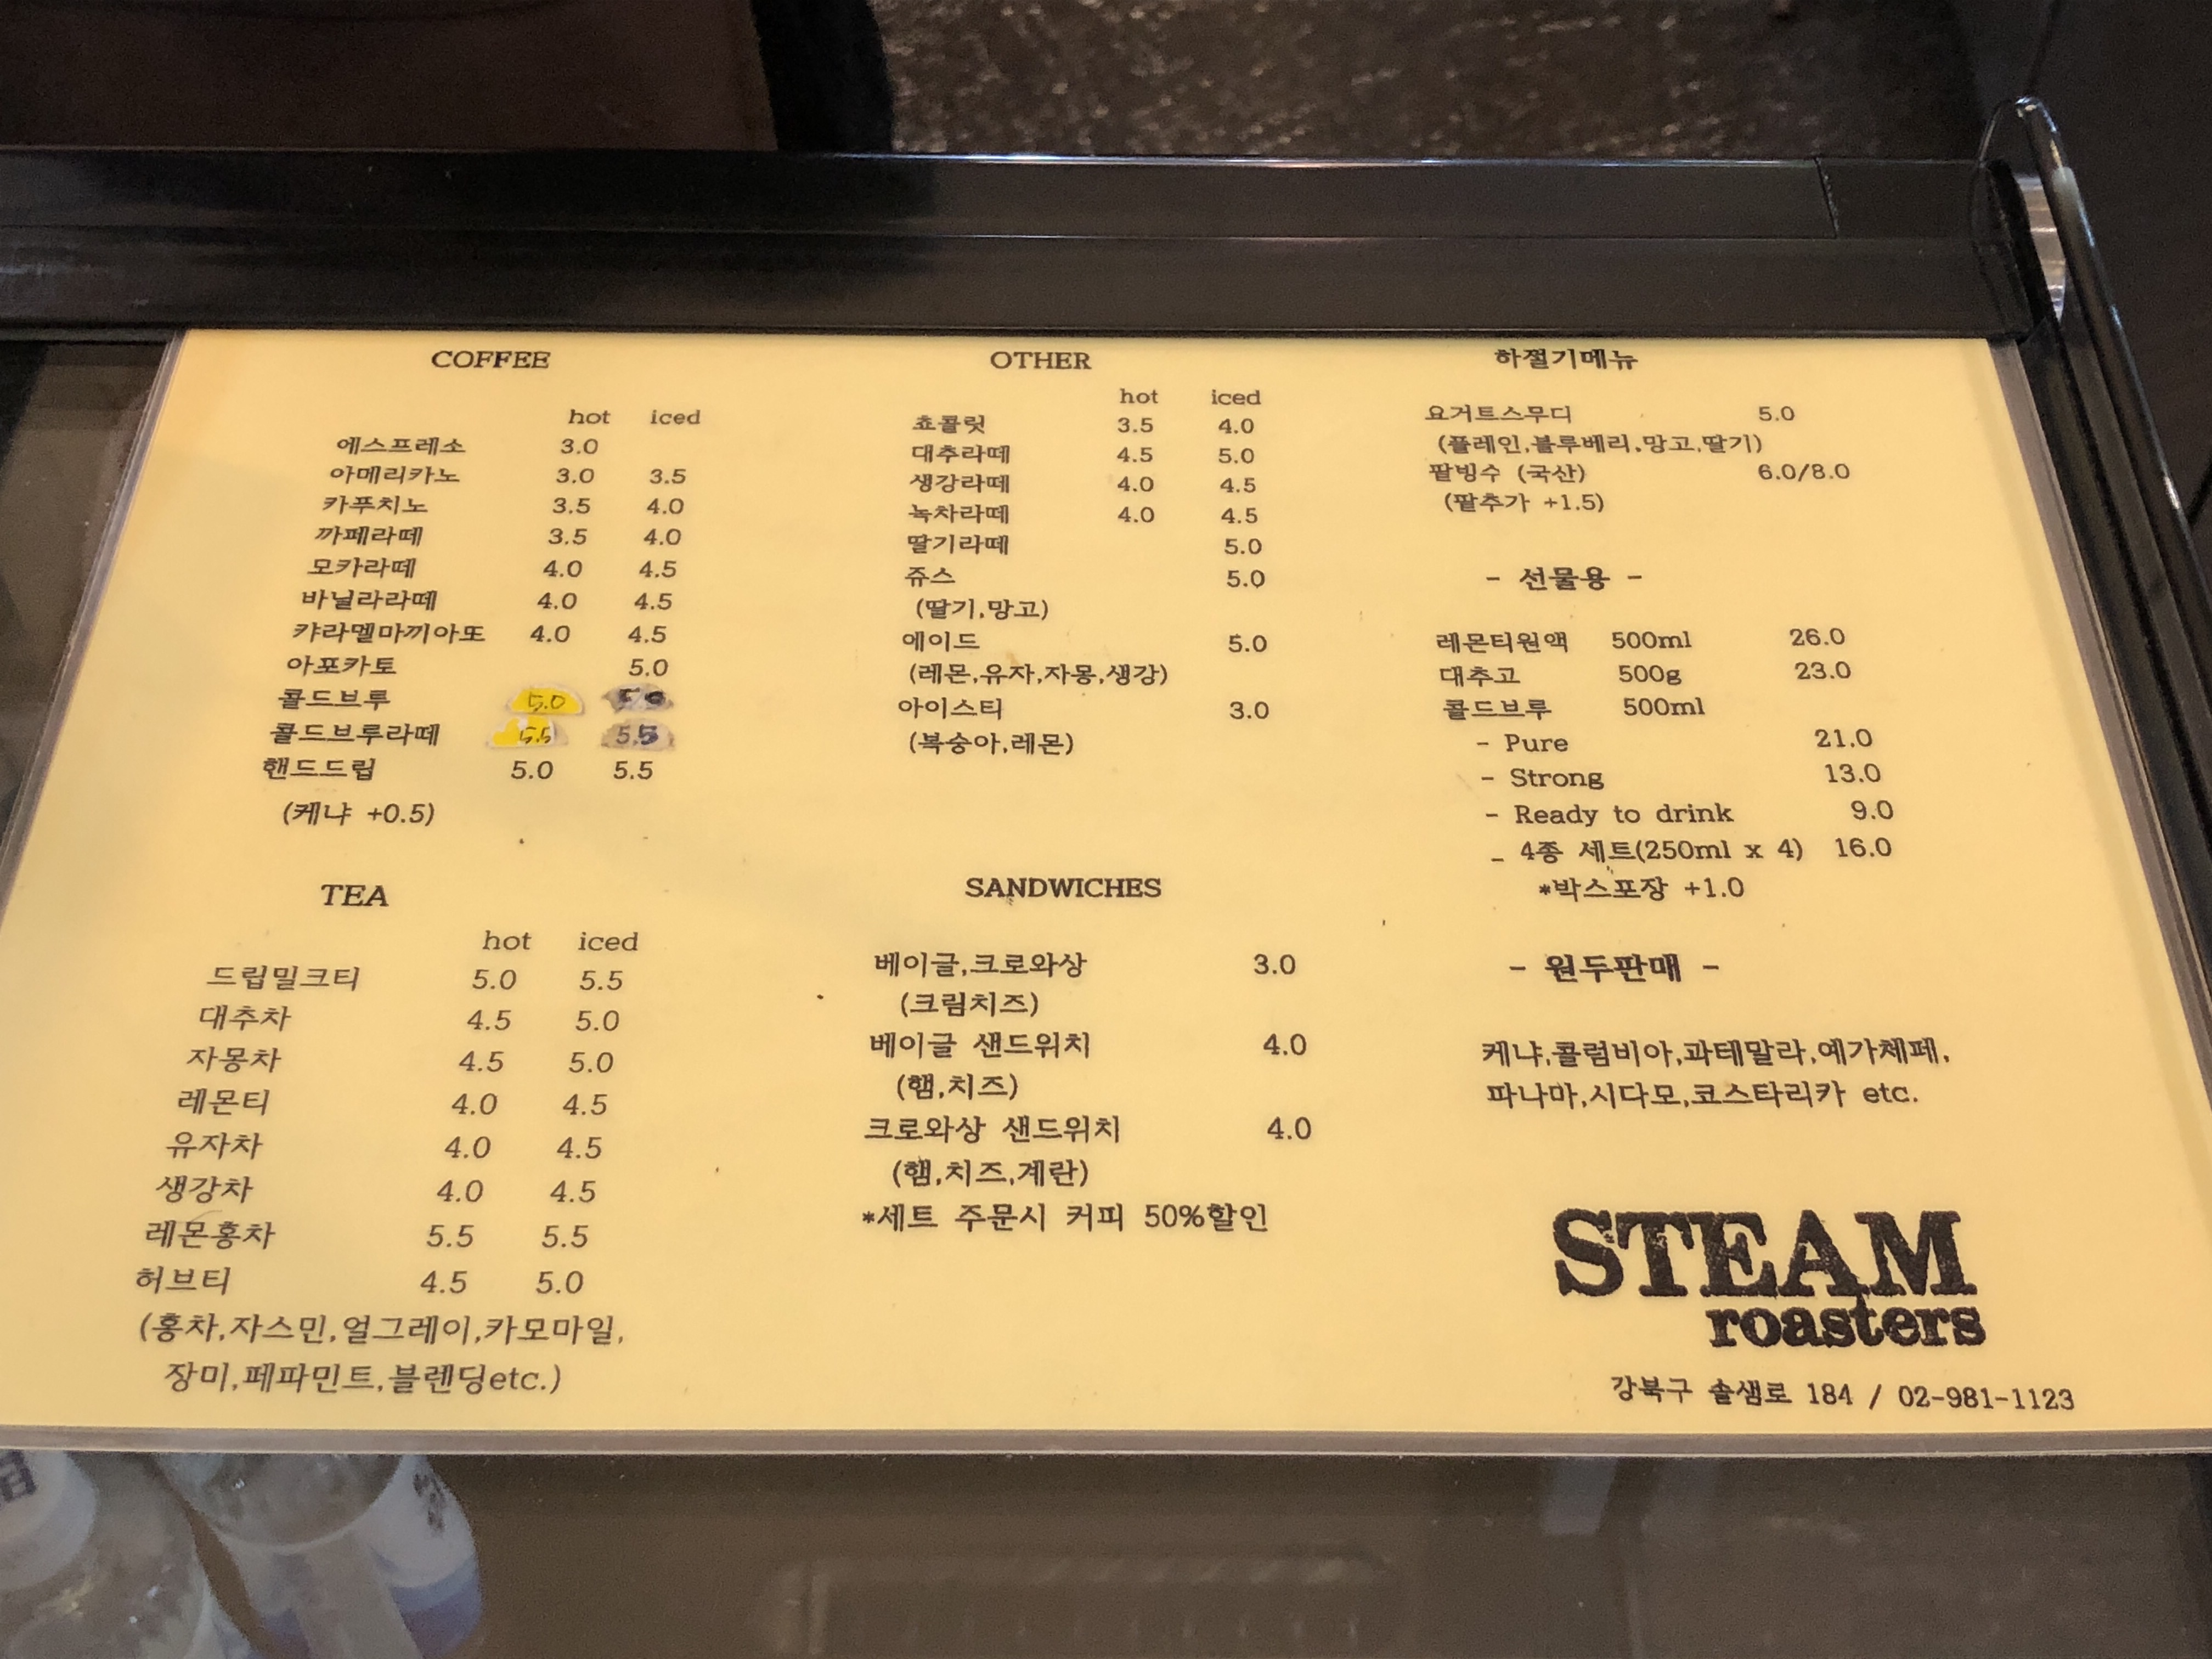 COFFEE
hot iced
에스프레소 3.0
아메리카노 3.0 3.5
카푸치노 3.5 4.0
까페라떼 3.5 4.0
모카라떼 4.0 4.5
바닐라라떼 4.0 4.5
캬라멜마끼아또 4.0 4.5
아포카토 5.0
콜드브루 5.0 5.0
콜드브루라떼 5.5 5.5
핸드드립 5.0 5.5
(케냐 +0.5)
TEA
hot iced
드립밀크티 5.0 5.5
대추차 4.5 5.0
자몽차 4.5 5.0
레몬티 4.0 4.5
유자차 4.0 4.5
생강차 4.0 4.5
레몬홍차 5.5 5.5
허브티 4.5 5.0
(홍차,자스민,얼그레이,카모마일,
장미,페파민트,블렌딩etc.)
OTHER
hot iced
쵸콜릿 3.5 4.0
대추라떼 4.5 5.0
생강라떼 4.0 4.5
녹차라떼 4.0 4.5
딸기라떼 5.0
쥬스 5.0
(딸기,망고)
에이드 5.0
(레몬,유자,자몽,생강)
아이스티 3.0
(복숭아,레몬)
SANDWICHES
베이글,크로와상 3.0
(크림치즈)
베이글 샌드위치 4.0
(햄,치즈)
크로와상 샌드위치 4.0
(햄,치즈,계란)
*세트 주문시 커피 50%할인
하절기메뉴
요거트스무디 5.0
(플레인,블루베리,망고,딸기)
팥빙수 (국산) 6.0/8.0
(팥추가 +1.5)
- 선물용 -
레몬티원액 500ml 26.0
대추고 500g 23.0
콜드브루 500ml
- Pure 21.0
- Strong 13.0
- Ready to drink 9.0
- 4종 세트(250ml x 4) 16.0
*박스포장 +1.0
- 원두판매 -
케냐,콜럼비아,과테말라,예가체페,
파나마,시다모,코스타리카 etc.
STEAM
roasters
강북구 솔샘로 184 / 02-981-1123